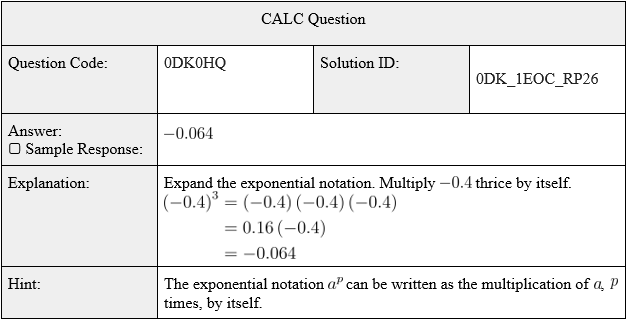 CALC Question
Question Code: 0DK0HQ Solution ID: 0DK_1EOC_RP26
Answer: −0.064
☐ Sample Response:
Explanation: Expand the exponential notation. Multiply −0.4 thrice by itself.
(−0.4)³ = (−0.4) (−0.4) (−0.4)
= 0.16 (−0.4)
= −0.064
Hint: The exponential notation aᵖ can be written as the multiplication of a, p
times, by itself.